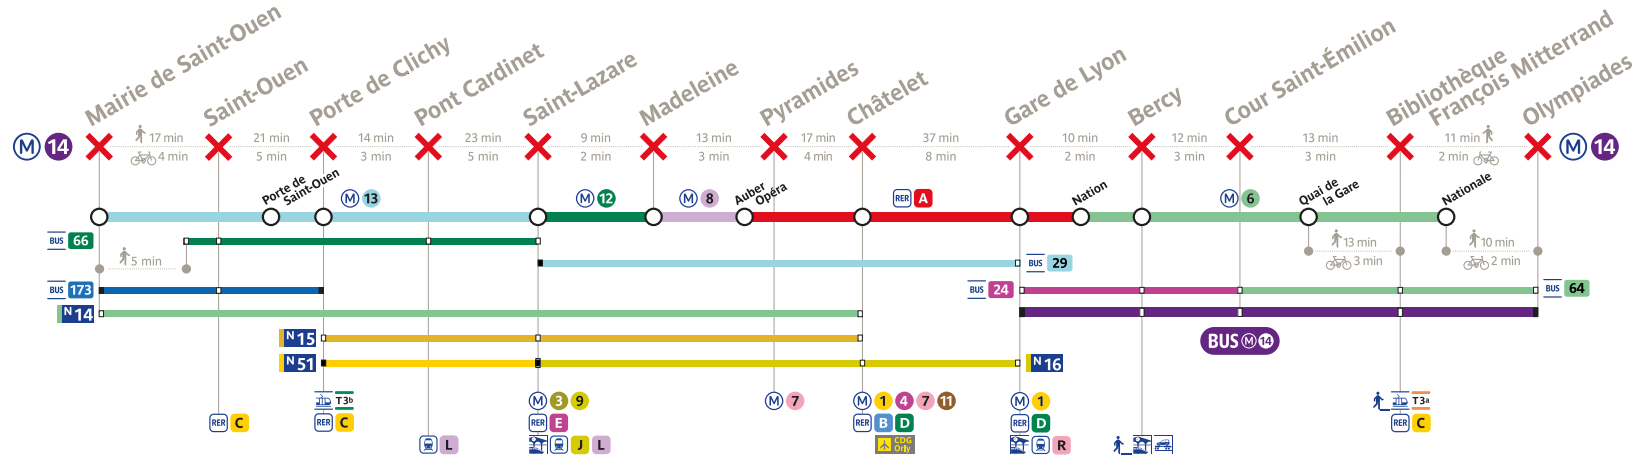 Mairie de Saint-Ouen
Saint-Ouen
Porte de Clichy
Pont Cardinet
Saint-Lazare
Madeleine
Pyramides
Châtelet
Gare de Lyon
Bercy
Cour Saint-Émilion
Bibliothèque
François Mitterrand
Olympiades
M 14
17 min
21 min
14 min
23 min
9 min
13 min
17 min
37 min
10 min
12 min
13 min
11 min
M 14
4 min
5 min
3 min
5 min
2 min
3 min
4 min
8 min
2 min
3 min
3 min
2 min
Porte de
Saint-Ouen
M 13
M 12
M 8
Auber
Opéra
RER A
Nation
M 6
Quai de
la Gare
Nationale
BUS 66
5 min
13 min
3 min
10 min
2 min
BUS 29
BUS 173
BUS 24
BUS 64
N 14
N 15
BUS M 14
N 51
N 16
RER C
T3b
RER C
L
M 3 9
RER E
J L
M 7
M 1 4 7 11
RER B D
CDG
Orly
M 1
RER D
R
T3a
RER C